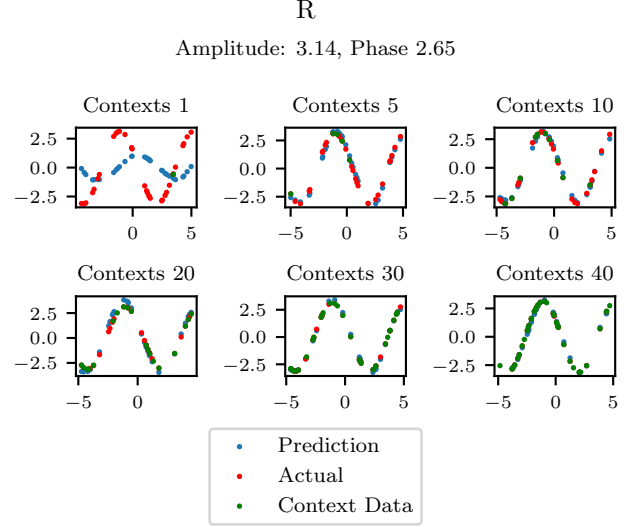 R
Amplitude: 3.14, Phase 2.65
Contexts 1 Contexts 5 Contexts 10
2.5 2.5 2.5
0.0 0.0 0.0
−2.5 −2.5 −2.5
0 5 −5 0 5 −5 0 5
Contexts 20 Contexts 30 Contexts 40
2.5 2.5 2.5
0.0 0.0 0.0
−2.5 −2.5 −2.5
−5 0 5 −5 0 5 −5 0 5
Prediction
Actual
Context Data